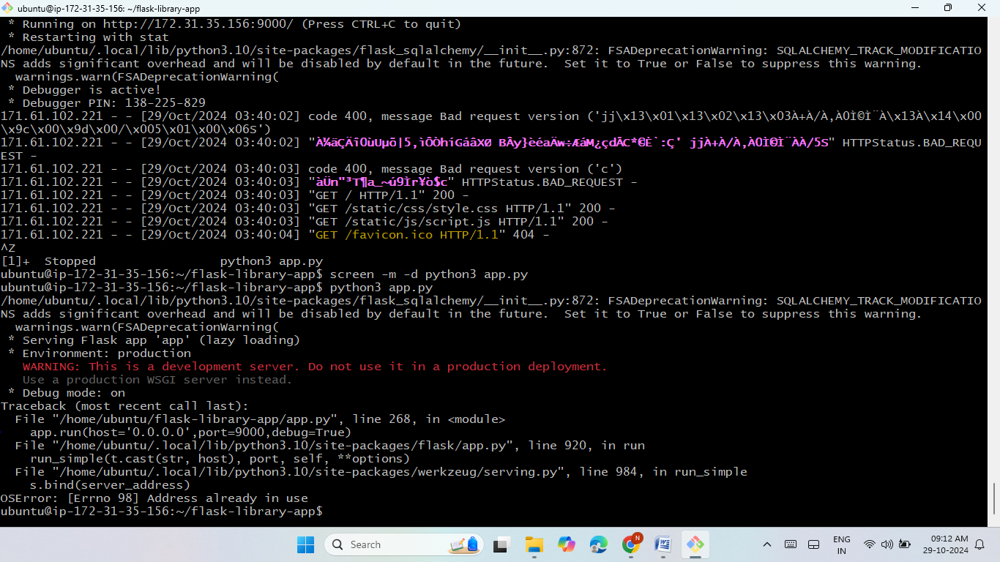 ubuntu@ip-172-31-35-156: ~/flask-library-app
* Running on http://172.31.35.156:9000/ (Press CTRL+C to quit)
* Restarting with stat
/home/ubuntu/.local/lib/python3.10/site-packages/flask_sqlalchemy/__init__.py:872: FSADeprecationWarning: SQLALCHEMY_TRACK_MODIFICATIO
NS adds significant overhead and will be disabled by default in the future.  Set it to True or False to suppress this warning.
  warnings.warn(FSADeprecationWarning(
* Debugger is active!
* Debugger PIN: 138-225-829
171.61.102.221 - - [29/Oct/2024 03:40:02] code 400, message Bad request version ('jj\x13\x01\x13\x02\x13\x03À+À/À,À0Ì©Ì¨À\x13À\x14\x00
\x9c\x00\x9d\x00/\x005\x01\x00\x06S')
171.61.102.221 - - [29/Oct/2024 03:40:02] "À¼äÇÄî0ùUµõ|5,ìÔÒhíGáâXØ BÂy}èéaÄw÷ÆáM¿çdÃC*©È`:Ç' jjÀ+À/À,À0Ì©Ì¨ÀÀ/5S" HTTPStatus.BAD_REQU
EST -
171.61.102.221 - - [29/Oct/2024 03:40:03] code 400, message Bad request version ('c')
171.61.102.221 - - [29/Oct/2024 03:40:03] "àÜn"³T¶a_~ú9Ìr¥ò$c" HTTPStatus.BAD_REQUEST -
171.61.102.221 - - [29/Oct/2024 03:40:03] "GET / HTTP/1.1" 200 -
171.61.102.221 - - [29/Oct/2024 03:40:03] "GET /static/css/style.css HTTP/1.1" 200 -
171.61.102.221 - - [29/Oct/2024 03:40:03] "GET /static/js/script.js HTTP/1.1" 200 -
171.61.102.221 - - [29/Oct/2024 03:40:04] "GET /favicon.ico HTTP/1.1" 404 -
^Z
[1]+  Stopped                 python3 app.py
ubuntu@ip-172-31-35-156:~/flask-library-app$ screen -m -d python3 app.py
ubuntu@ip-172-31-35-156:~/flask-library-app$ python3 app.py
/home/ubuntu/.local/lib/python3.10/site-packages/flask_sqlalchemy/__init__.py:872: FSADeprecationWarning: SQLALCHEMY_TRACK_MODIFICATIO
NS adds significant overhead and will be disabled by default in the future.  Set it to True or False to suppress this warning.
  warnings.warn(FSADeprecationWarning(
* Serving Flask app 'app' (lazy loading)
* Environment: production
   WARNING: This is a development server. Do not use it in a production deployment.
   Use a production WSGI server instead.
* Debug mode: on
Traceback (most recent call last):
  File "/home/ubuntu/flask-library-app/app.py", line 268, in <module>
    app.run(host='0.0.0.0',port=9000,debug=True)
  File "/home/ubuntu/.local/lib/python3.10/site-packages/flask/app.py", line 920, in run
    run_simple(t.cast(str, host), port, self, **options)
  File "/home/ubuntu/.local/lib/python3.10/site-packages/werkzeug/serving.py", line 984, in run_simple
    s.bind(server_address)
OSError: [Errno 98] Address already in use
ubuntu@ip-172-31-35-156:~/flask-library-app$
Search
N
ENG
IN
09:12 AM
29-10-2024